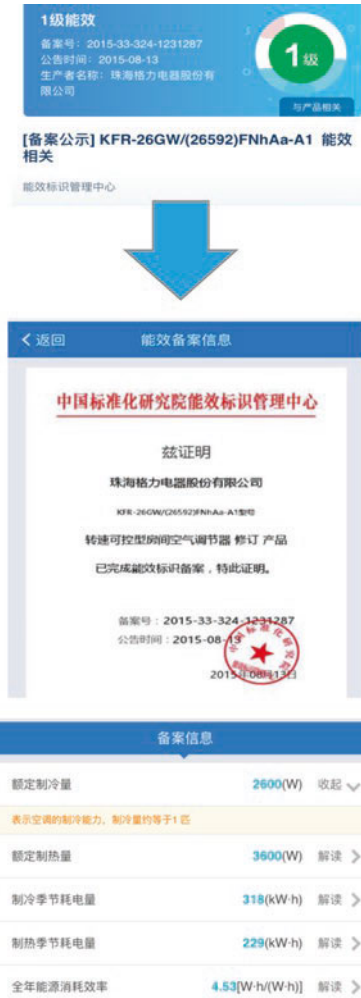 1级能效
备案号：2015-33-324-1231287
公告时间：2015-08-13
生产者名称：珠海格力电器股份有
限公司
1级
与产品相关
[备案公示] KFR-26GW/(26592)FNhAa-A1 能效
相关
能效标识管理中心
返回 能效备案信息
中国标准化研究院能效标识管理中心
兹证明
珠海格力电器股份有限公司
KFR-26GW/(26592)FNhAa-A1型号
转速可控型房间空气调节器 修订 产品
已完成能效标识备案，特此证明。
备案号：2015-33-324-1231287
公告时间：2015-08-13
2015年08月13日
备案信息
额定制冷量 2600(W) 收起
表示空调的制冷能力，制冷量约等于1 匹
额定制热量 3600(W) 解读
制冷季节耗电量 318(kW·h) 解读
制热季节耗电量 229(kW·h) 解读
全年能源消耗效率 4.53[W·h/(W·h)] 解读